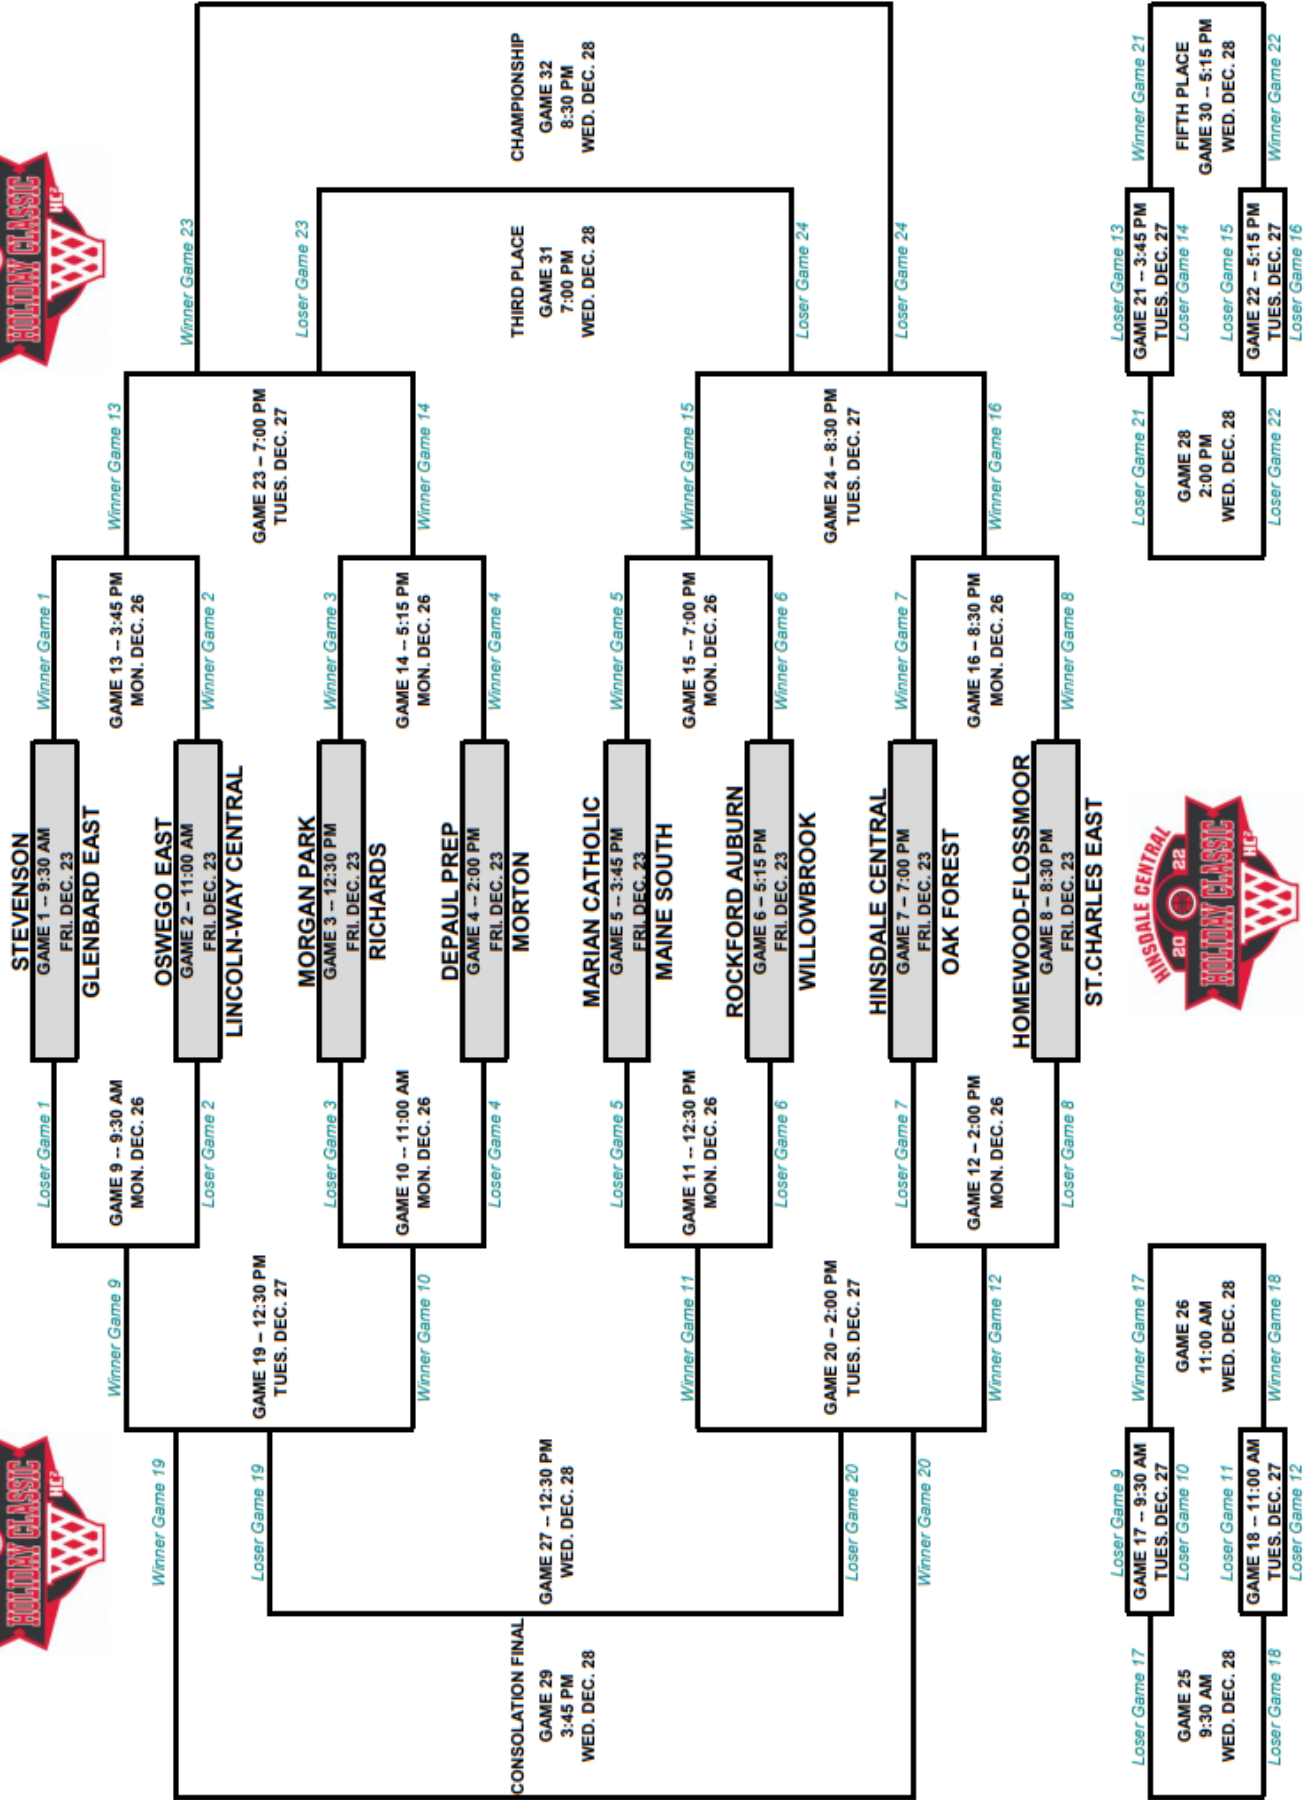 HOLIDAY CLASSIC
HC²
HOLIDAY CLASSIC
HC²
STEVENSON
GAME 1 -- 9:30 AM
FRI. DEC. 23
GLENBARD EAST
OSWEGO EAST
GAME 2 -- 11:00 AM
FRI. DEC. 23
LINCOLN-WAY CENTRAL
MORGAN PARK
GAME 3 -- 12:30 PM
FRI. DEC. 23
RICHARDS
DEPAUL PREP
GAME 4 -- 2:00 PM
FRI. DEC. 23
MORTON
MARIAN CATHOLIC
GAME 5 -- 3:45 PM
FRI. DEC. 23
MAINE SOUTH
ROCKFORD AUBURN
GAME 6 -- 5:15 PM
FRI. DEC. 23
WILLOWBROOK
HINSDALE CENTRAL
GAME 7 -- 7:00 PM
FRI. DEC. 23
OAK FOREST
HOMEWOOD-FLOSSMOOR
GAME 8 -- 8:30 PM
FRI. DEC. 23
ST.CHARLES EAST
Loser Game 1
GAME 9 -- 9:30 AM
MON. DEC. 26
Loser Game 2
Loser Game 3
GAME 10 -- 11:00 AM
MON. DEC. 26
Loser Game 4
Loser Game 5
GAME 11 -- 12:30 PM
MON. DEC. 26
Loser Game 6
Loser Game 7
GAME 12 – 2:00 PM
MON. DEC. 26
Loser Game 8
Winner Game 9
GAME 19 – 12:30 PM
TUES. DEC. 27
Winner Game 10
Winner Game 11
GAME 20 – 2:00 PM
TUES. DEC. 27
Winner Game 12
Winner Game 19
Loser Game 19
GAME 27 -- 12:30 PM
WED. DEC. 28
Loser Game 20
Winner Game 20
CONSOLATION FINAL
GAME 29
3:45 PM
WED. DEC. 28
Winner Game 1
GAME 13 -- 3:45 PM
MON. DEC. 26
Winner Game 2
Winner Game 3
GAME 14 -- 5:15 PM
MON. DEC. 26
Winner Game 4
Winner Game 5
GAME 15 -- 7:00 PM
MON. DEC. 26
Winner Game 6
Winner Game 7
GAME 16 -- 8:30 PM
MON. DEC. 26
Winner Game 8
Winner Game 13
GAME 23 – 7:00 PM
TUES. DEC. 27
Winner Game 14
Winner Game 15
GAME 24 – 8:30 PM
TUES. DEC. 27
Winner Game 16
Winner Game 23
Loser Game 23
THIRD PLACE
GAME 31
7:00 PM
WED. DEC. 28
Loser Game 24
Loser Game 24
CHAMPIONSHIP
GAME 32
8:30 PM
WED. DEC. 28
Loser Game 17
GAME 25
9:30 AM
WED. DEC. 28
Loser Game 18
Loser Game 9
GAME 17 -- 9:30 AM
TUES. DEC. 27
Loser Game 10
Loser Game 11
GAME 18 -- 11:00 AM
TUES. DEC. 27
Loser Game 12
Winner Game 17
GAME 26
11:00 AM
WED. DEC. 28
Winner Game 18
HINSDALE CENTRAL
20 22
HOLIDAY CLASSIC
HC²
Loser Game 21
GAME 28
2:00 PM
WED. DEC. 28
Loser Game 22
Loser Game 13
GAME 21 -- 3:45 PM
TUES. DEC. 27
Loser Game 14
Loser Game 15
GAME 22 -- 5:15 PM
TUES. DEC. 27
Loser Game 16
Winner Game 21
FIFTH PLACE
GAME 30 -- 5:15 PM
WED. DEC. 28
Winner Game 22